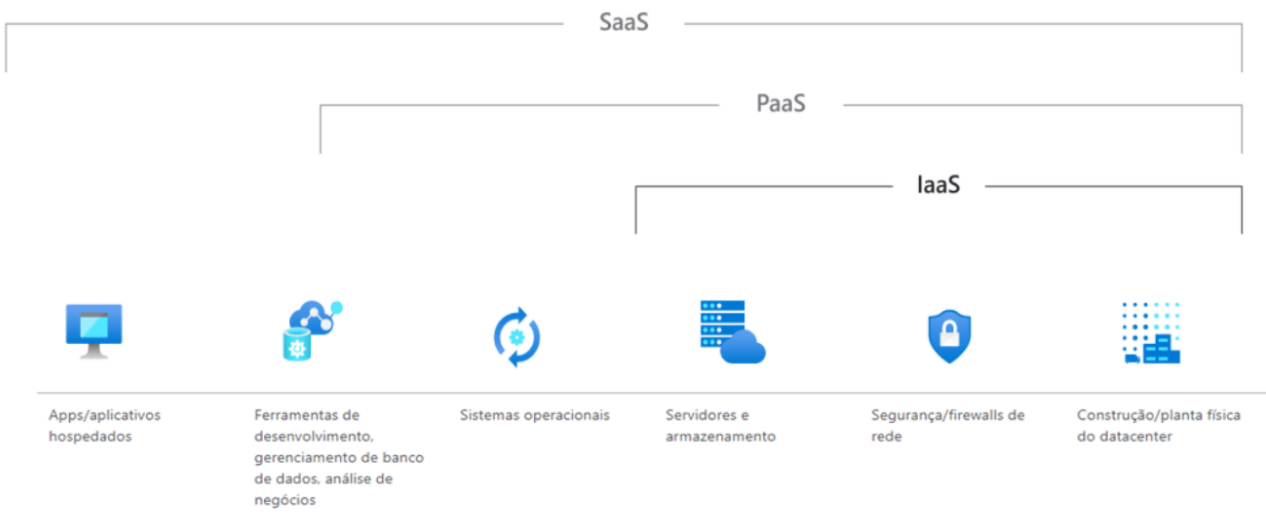 SaaS
PaaS
IaaS
Apps/aplicativos
hospedados
Ferramentas de
desenvolvimento,
gerenciamento de banco
de dados, análise de
negócios
Sistemas operacionais
Servidores e
armazenamento
Segurança/firewalls de
rede
Construção/planta física
do datacenter